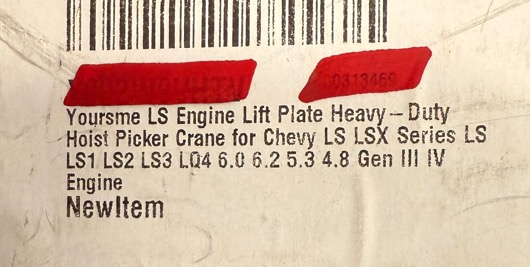 Yoursme LS Engine Lift Plate Heavy-Duty
Hoist Picker Crane for Chevy LS LSX Series LS
LS1 LS2 LS3 LQ4 6.0 6.2 5.3 4.8 Gen III IV
Engine
NewItem